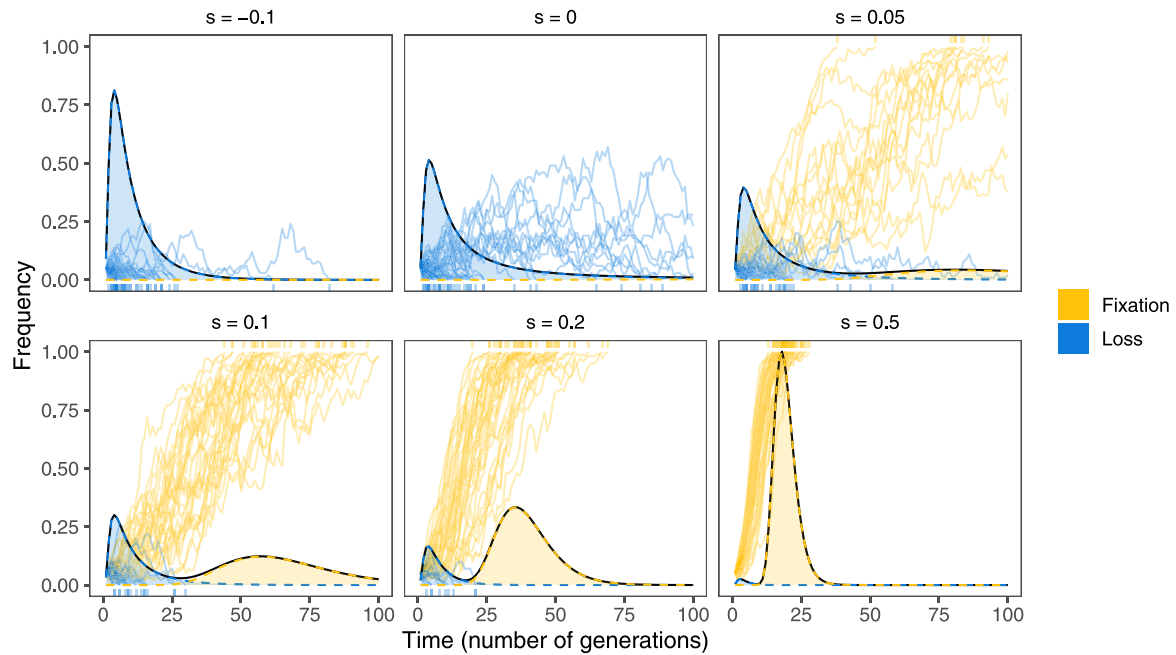 s = −0.1
s = 0
s = 0.05
1.00
0.75
0.50
0.25
0.00
s = 0.1
s = 0.2
s = 0.5
1.00
0.75
0.50
0.25
0.00
0 25 50 75 100
0 25 50 75 100
0 25 50 75 100
Frequency
Time (number of generations)
Fixation
Loss